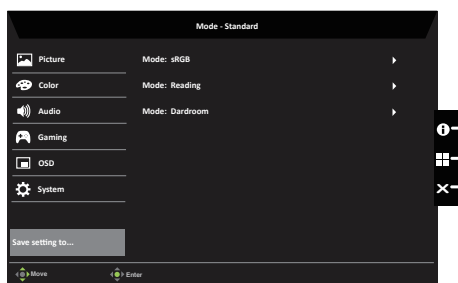 Mode - Standard
Picture
Mode: sRGB
Color
Mode: Reading
Audio
Mode: Dardroom
Gaming
OSD
System
Save setting to...
Move
Enter